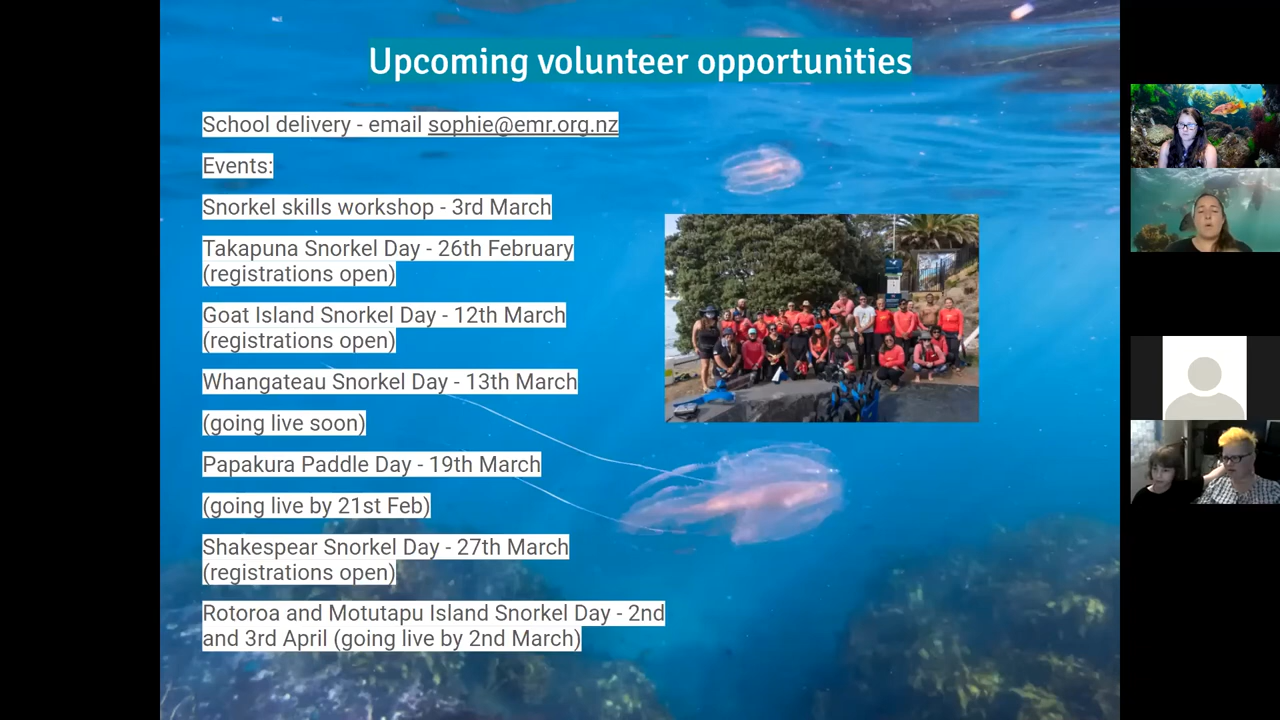 Upcoming volunteer opportunities
School delivery - email sophie@emr.org.nz
Events:
Snorkel skills workshop - 3rd March
Takapuna Snorkel Day - 26th February
(registrations open)
Goat Island Snorkel Day - 12th March
(registrations open)
Whangateau Snorkel Day - 13th March
(going live soon)
Papakura Paddle Day - 19th March
(going live by 21st Feb)
Shakespear Snorkel Day - 27th March
(registrations open)
Rotoroa and Motutapu Island Snorkel Day - 2nd
and 3rd April (going live by 2nd March)